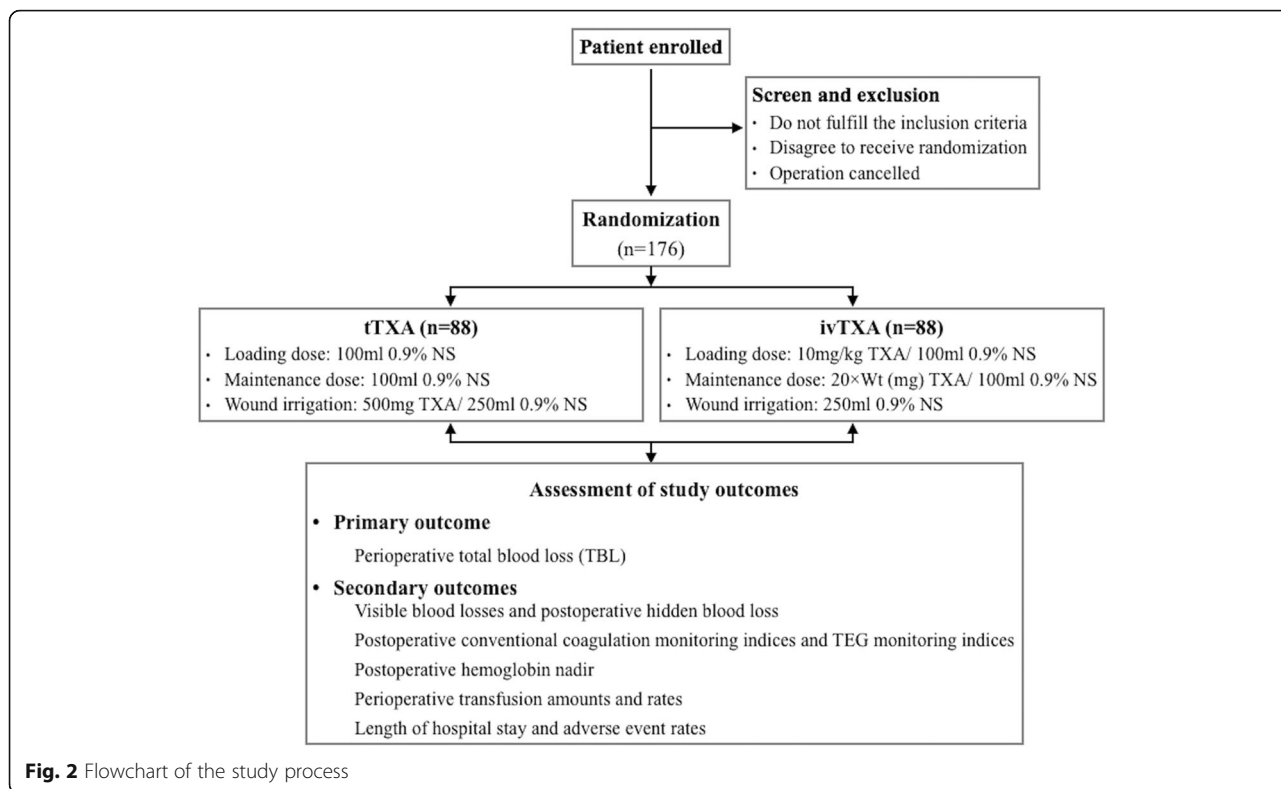 Patient enrolled
Screen and exclusion
· Do not fulfill the inclusion criteria
· Disagree to receive randomization
· Operation cancelled
Randomization
(n=176)
tTXA (n=88)
· Loading dose: 100ml 0.9% NS
· Maintenance dose: 100ml 0.9% NS
· Wound irrigation: 500mg TXA/ 250ml 0.9% NS
ivTXA (n=88)
· Loading dose: 10mg/kg TXA/ 100ml 0.9% NS
· Maintenance dose: 20×Wt (mg) TXA/ 100ml 0.9% NS
· Wound irrigation: 250ml 0.9% NS
Assessment of study outcomes
• Primary outcome
Perioperative total blood loss (TBL)
• Secondary outcomes
Visible blood losses and postoperative hidden blood loss
Postoperative conventional coagulation monitoring indices and TEG monitoring indices
Postoperative hemoglobin nadir
Perioperative transfusion amounts and rates
Length of hospital stay and adverse event rates
Fig. 2 Flowchart of the study process